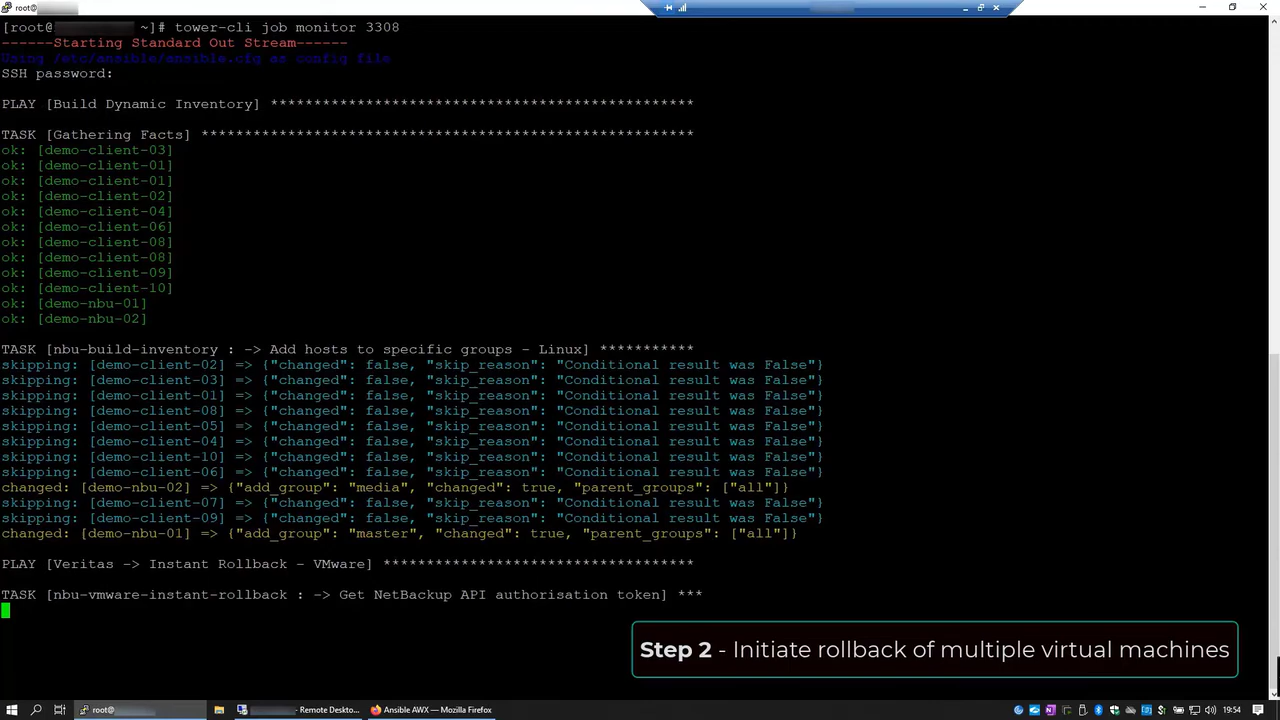 root@
[root@ ~]# tower-cli job monitor 3308
------Starting Standard Out Stream------
Using /etc/ansible/ansible.cfg as config file
SSH password:
PLAY [Build Dynamic Inventory] *************************************************
TASK [Gathering Facts] *********************************************************
ok: [demo-client-03]
ok: [demo-client-01]
ok: [demo-client-01]
ok: [demo-client-02]
ok: [demo-client-04]
ok: [demo-client-06]
ok: [demo-client-08]
ok: [demo-client-08]
ok: [demo-client-09]
ok: [demo-client-10]
ok: [demo-nbu-01]
ok: [demo-nbu-02]
TASK [nbu-build-inventory : -> Add hosts to specific groups - Linux] ***********
skipping: [demo-client-02] => {"changed": false, "skip_reason": "Conditional result was False"}
skipping: [demo-client-03] => {"changed": false, "skip_reason": "Conditional result was False"}
skipping: [demo-client-01] => {"changed": false, "skip_reason": "Conditional result was False"}
skipping: [demo-client-08] => {"changed": false, "skip_reason": "Conditional result was False"}
skipping: [demo-client-05] => {"changed": false, "skip_reason": "Conditional result was False"}
skipping: [demo-client-04] => {"changed": false, "skip_reason": "Conditional result was False"}
skipping: [demo-client-10] => {"changed": false, "skip_reason": "Conditional result was False"}
skipping: [demo-client-06] => {"changed": false, "skip_reason": "Conditional result was False"}
changed: [demo-nbu-02] => {"add_group": "media", "changed": true, "parent_groups": ["all"]}
skipping: [demo-client-07] => {"changed": false, "skip_reason": "Conditional result was False"}
skipping: [demo-client-09] => {"changed": false, "skip_reason": "Conditional result was False"}
changed: [demo-nbu-01] => {"add_group": "master", "changed": true, "parent_groups": ["all"]}
PLAY [Veritas -> Instant Rollback - VMware] ************************************
TASK [nbu-vmware-instant-rollback : -> Get NetBackup API authorisation token] ***
Step 2 - Initiate rollback of multiple virtual machines
root@
- Remote Deskto...
Ansible AWX — Mozilla Firefox
19:54